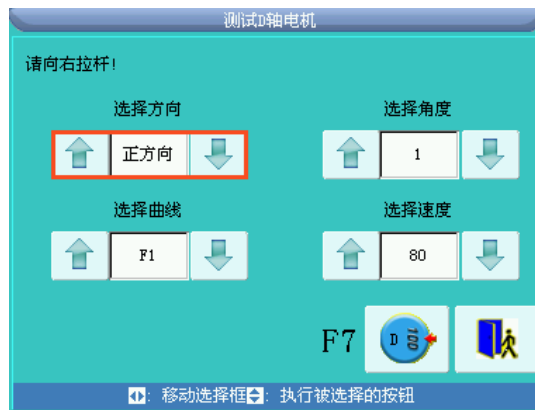 测试D轴电机
请向右拉杆!
选择方向
选择角度
正方向
1
选择曲线
选择速度
F1
80
F7
D 100
: 移动选择框 : 执行被选择的按钮